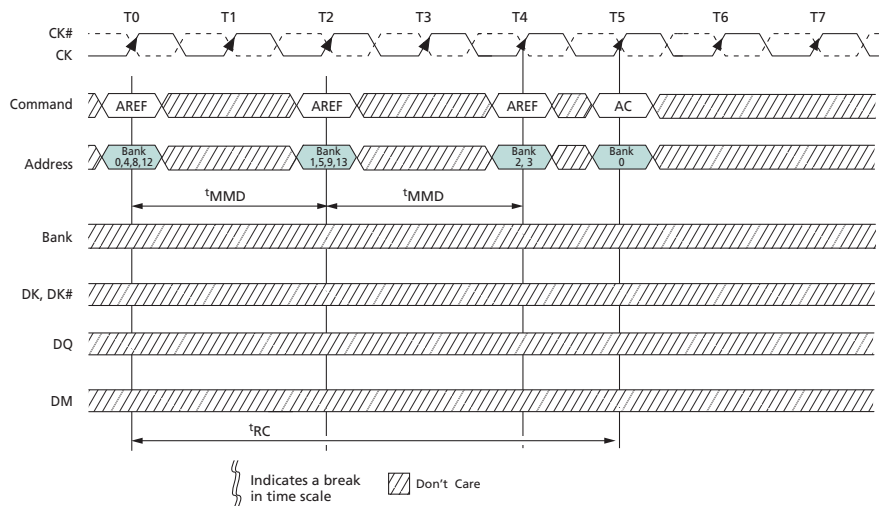 T0 T1 T2 T3 T4 T5 T6 T7
CK#
CK
Command AREF AREF AREF AC
Address Bank 0,4,8,12 Bank 1,5,9,13 Bank 2, 3 Bank 0
tMMD tMMD
Bank
DK, DK#
DQ
DM
tRC
Indicates a break
in time scale
Don't Care